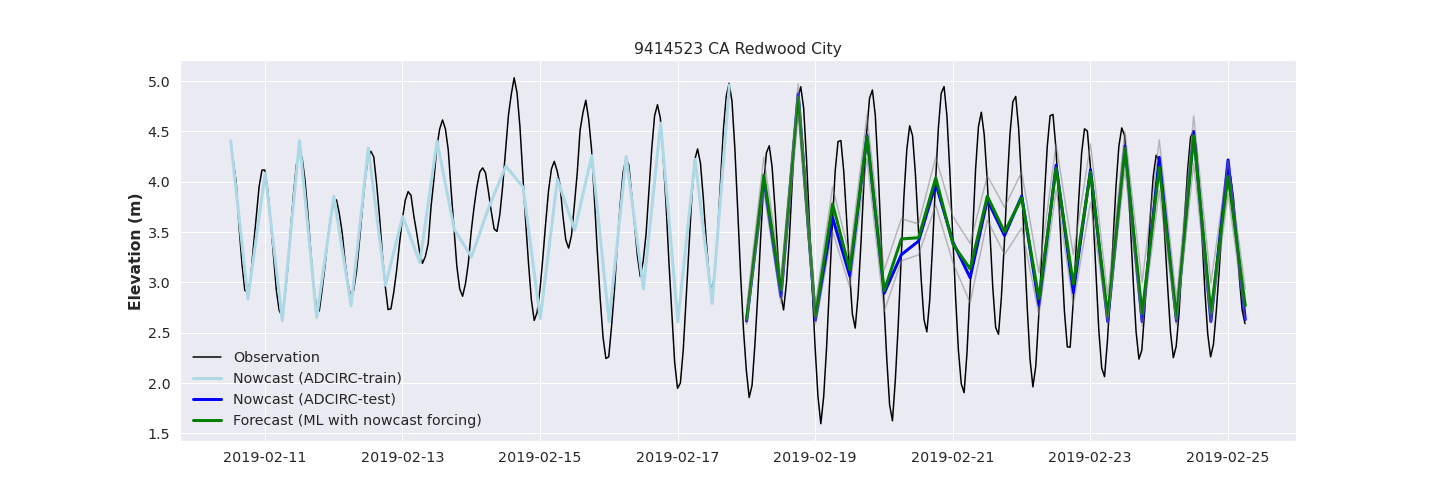 9414523 CA Redwood City
Elevation (m)
5.0
4.5
4.0
3.5
3.0
2.5
2.0
1.5
Observation
Nowcast (ADCIRC-train)
Nowcast (ADCIRC-test)
Forecast (ML with nowcast forcing)
2019-02-11 2019-02-13 2019-02-15 2019-02-17 2019-02-19 2019-02-21 2019-02-23 2019-02-25